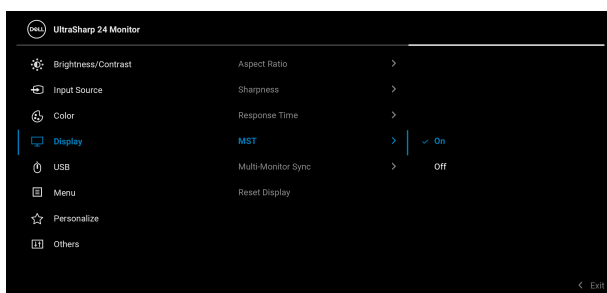 DELL UltraSharp 24 Monitor
Brightness/Contrast Aspect Ratio
Input Source Sharpness
Color Response Time
Display MST On
USB Multi-Monitor Sync Off
Menu Reset Display
Personalize
Others
Exit